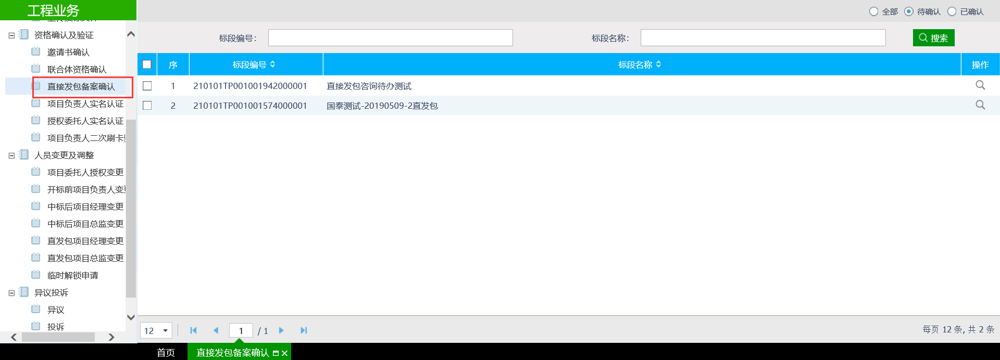 工程业务
资格确认及验证
邀请书确认
联合体资格确认
直接发包备案确认
项目负责人实名认证
授权委托人实名认证
项目负责人二次刷卡
人员变更及调整
项目委托人授权变更
开标前项目负责人变
中标后项目经理变更
中标后项目总监变更
直发包项目经理变更
直发包项目总监变更
临时解锁申请
异议投诉
异议
投诉
全部 待确认 已确认
标段编号： 标段名称： 搜索
序 标段编号 标段名称 操作
1 210101TP001001942000001 直接发包咨询待办测试
2 210101TP001001574000001 国泰测试-20190509-2直发包
12 1 / 1 每页 12 条, 共 2 条
首页 直接发包备案确认